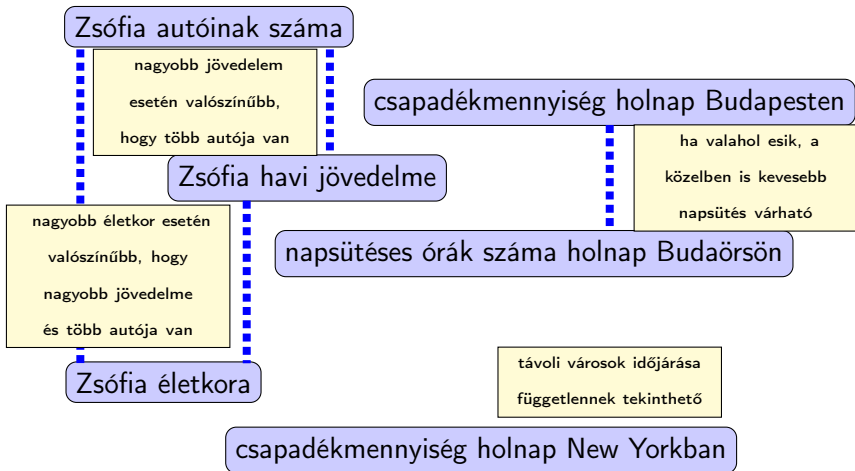 Zsófia autóinak száma
nagyobb jövedelem
esetén valószínűbb,
hogy több autója van
csapadékmennyiség holnap Budapesten
ha valahol esik, a
közelben is kevesebb
napsütés várható
Zsófia havi jövedelme
nagyobb életkor esetén
valószínűbb, hogy
nagyobb jövedelme
és több autója van
napsütéses órák száma holnap Budaörsön
Zsófia életkora
távoli városok időjárása
függetlennek tekinthető
csapadékmennyiség holnap New Yorkban